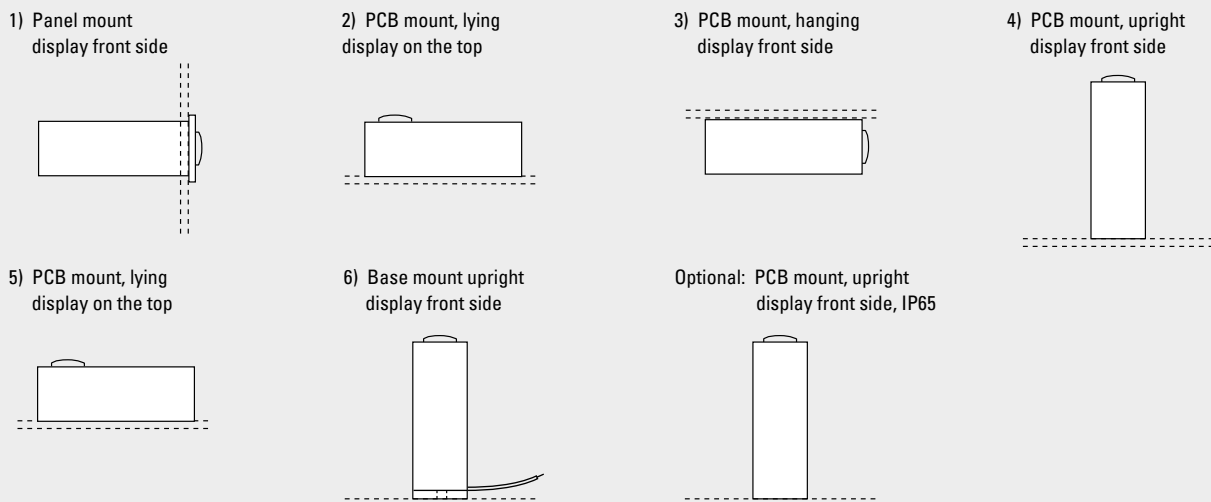 1) Panel mount
display front side
2) PCB mount, lying
display on the top
3) PCB mount, hanging
display front side
4) PCB mount, upright
display front side
5) PCB mount, lying
display on the top
6) Base mount upright
display front side
Optional: PCB mount, upright
display front side, IP65